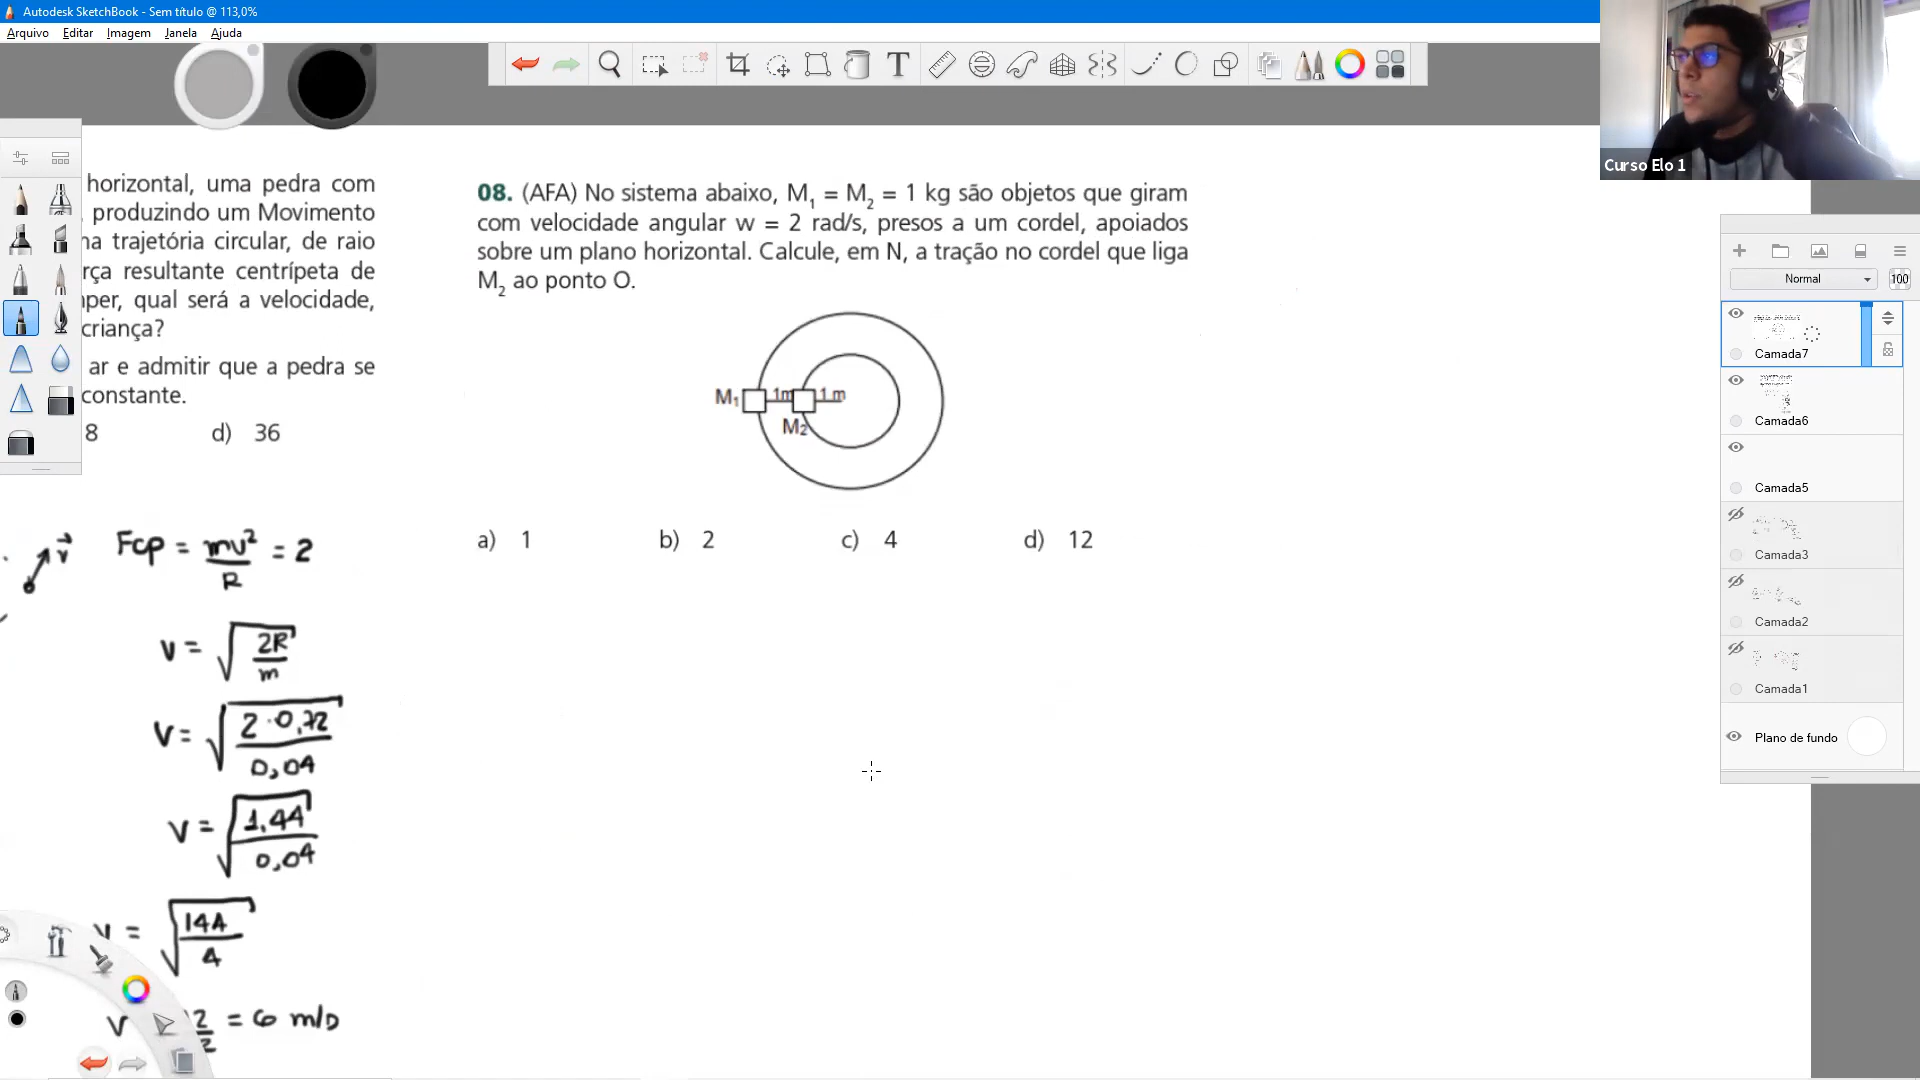 Autodesk SketchBook - Sem título @ 113,0%
Arquivo Editar Imagem Janela Ajuda
Curso Elo 1
horizontal, uma pedra com
produzindo um Movimento
trajetória circular, de raio
resultante centrípeta de
qual será a velocidade,
criança?
ar e admitir que a pedra se
constante.
8 d) 36
Fcp = mv²/R = 2
v = √(2R/m)
v = √(2·0,72/0,04)
v = √(1,44/0,04)
v = √(144/4)
= 6 m/s
08. (AFA) No sistema abaixo, M₁ = M₂ = 1 kg são objetos que giram
com velocidade angular w = 2 rad/s, presos a um cordel, apoiados
sobre um plano horizontal. Calcule, em N, a tração no cordel que liga
M₂ ao ponto O.
M₁ 1m 1 m
M₂
a) 1 b) 2 c) 4 d) 12
Normal 100
Camada7
Camada6
Camada5
Camada3
Camada2
Camada1
Plano de fundo